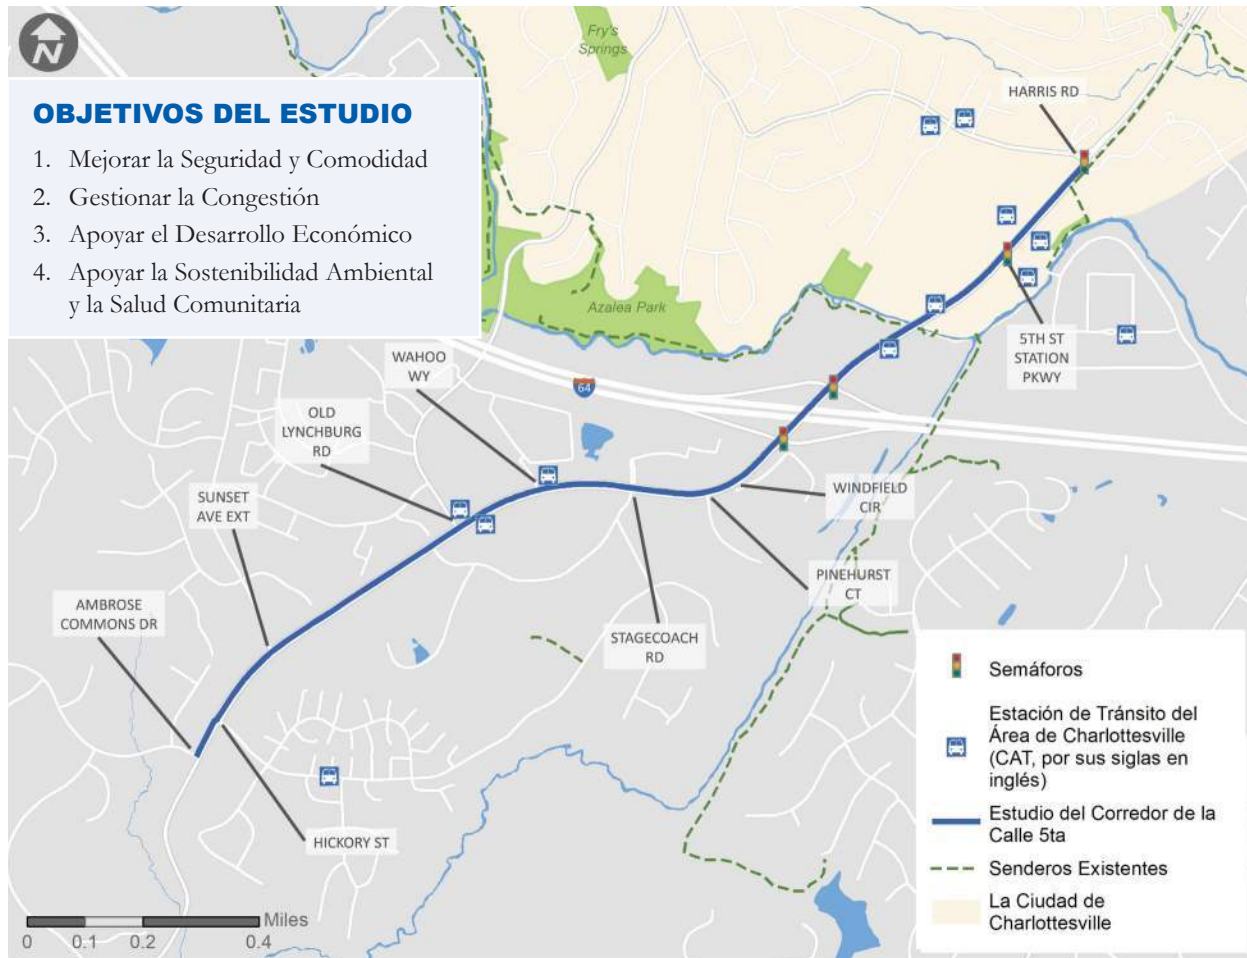 N
OBJETIVOS DEL ESTUDIO
1. Mejorar la Seguridad y Comodidad
2. Gestionar la Congestión
3. Apoyar el Desarrollo Económico
4. Apoyar la Sostenibilidad Ambiental
y la Salud Comunitaria
Fry's
Springs
HARRIS RD
Azalea Park
5TH ST
STATION
PKWY
WAHOO
WY
64
OLD
LYNCHBURG
RD
SUNSET
AVE EXT
WINDFIELD
CIR
PINEHURST
CT
AMBROSE
COMMONS DR
STAGECOACH
RD
HICKORY ST
Semáforos
Estación de Tránsito del
Área de Charlottesville
(CAT, por sus siglas en
inglés)
Estudio del Corredor de la
Calle 5ta
Senderos Existentes
La Ciudad de
Charlottesville
Miles
0 0.1 0.2 0.4